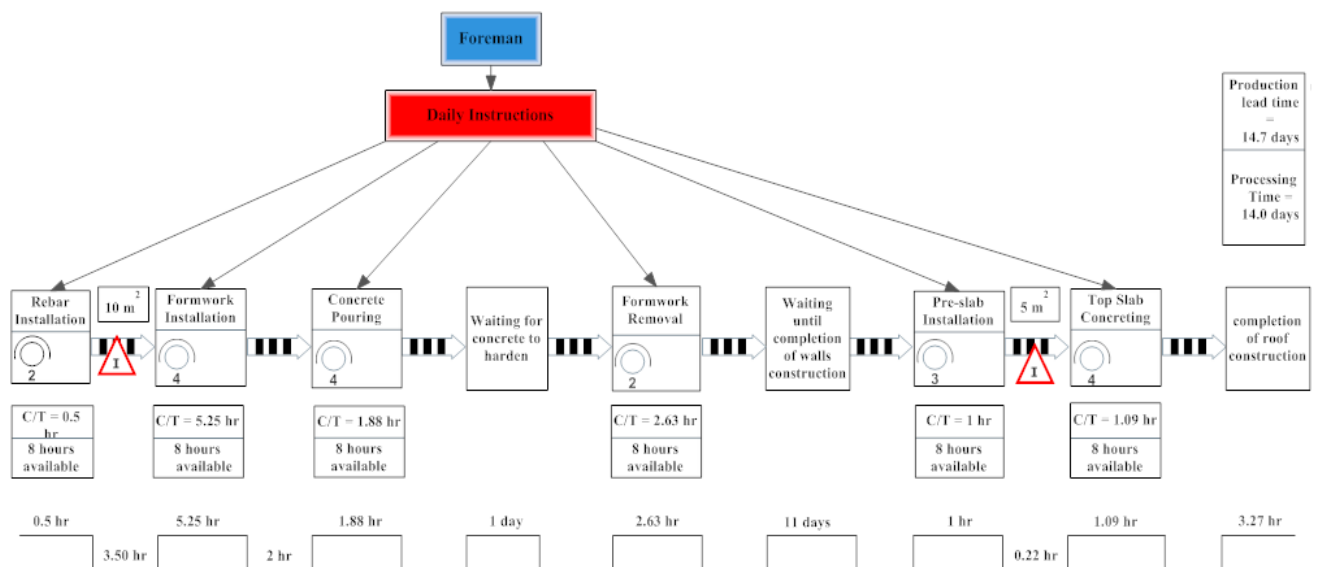 Foreman
Daily Instructions
Production
lead time
=
14.7 days
Processing
Time =
14.0 days
Rebar
Installation
2
10 m²
I
Formwork
Installation
4
Concrete
Pouring
4
Waiting for
concrete to
harden
Formwork
Removal
2
Waiting
until
completion
of walls
construction
Pre-slab
Installation
3
5 m²
I
Top Slab
Concreting
4
completion
of roof
construction
C/T = 0.5
hr
8 hours
available
C/T = 5.25 hr
8 hours
available
C/T = 1.88 hr
8 hours
available
C/T = 2.63 hr
8 hours
available
C/T = 1 hr
8 hours
available
C/T = 1.09 hr
8 hours
available
0.5 hr
3.50 hr
5.25 hr
2 hr
1.88 hr
1 day
2.63 hr
11 days
1 hr
0.22 hr
1.09 hr
3.27 hr